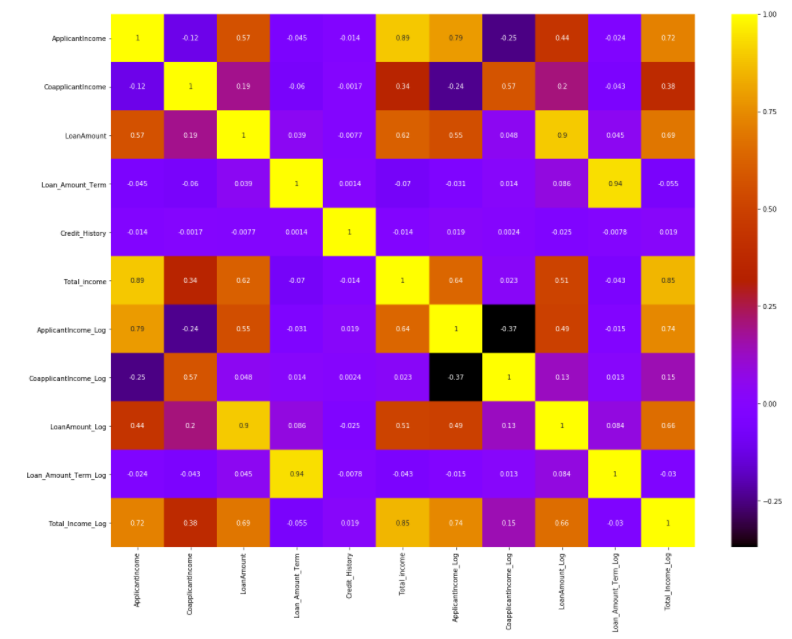 ApplicantIncome 1 -0.12 0.57 -0.045 -0.014 0.89 0.79 -0.25 0.44 -0.024 0.72
CoapplicantIncome -0.12 1 0.19 -0.06 -0.0017 0.34 -0.24 0.57 0.2 -0.043 0.38
LoanAmount 0.57 0.19 1 0.039 -0.0077 0.62 0.55 0.048 0.9 0.045 0.69
Loan_Amount_Term -0.045 -0.06 0.039 1 0.0014 -0.07 -0.031 0.014 0.086 0.94 -0.055
Credit_History -0.014 -0.0017 -0.0077 0.0014 1 -0.014 0.019 0.0024 -0.025 -0.0078 0.019
Total_income 0.89 0.34 0.62 -0.07 -0.014 1 0.64 0.023 0.51 -0.043 0.85
ApplicantIncome_Log 0.79 -0.24 0.55 -0.031 0.019 0.64 1 -0.37 0.49 -0.015 0.74
CoapplicantIncome_Log -0.25 0.57 0.048 0.014 0.0024 0.023 -0.37 1 0.13 0.013 0.15
LoanAmount_Log 0.44 0.2 0.9 0.086 -0.025 0.51 0.49 0.13 1 0.084 0.66
Loan_Amount_Term_Log -0.024 -0.043 0.045 0.94 -0.0078 -0.043 -0.015 0.013 0.084 1 -0.03
Total_Income_Log 0.72 0.38 0.69 -0.055 0.019 0.85 0.74 0.15 0.66 -0.03 1
ApplicantIncome
CoapplicantIncome
LoanAmount
Loan_Amount_Term
Credit_History
Total_income
ApplicantIncome_Log
CoapplicantIncome_Log
LoanAmount_Log
Loan_Amount_Term_Log
Total_Income_Log
1.00
0.75
0.50
0.25
0.00
-0.25